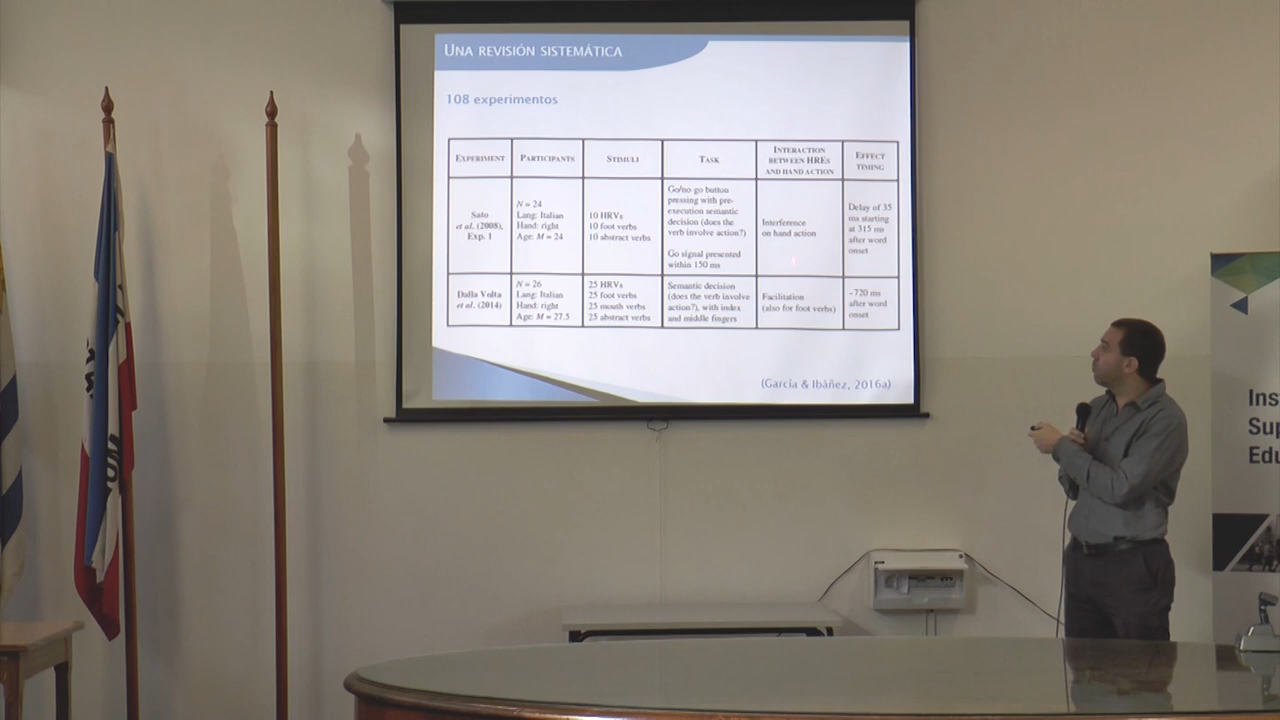 UNA REVISIÓN SISTEMÁTICA
108 experimentos
EXPERIMENT
PARTICIPANTS
STIMULI
TASK
INTERACTION
BETWEEN HREs
AND HAND ACTION
EFFECT
TIMING
Sato
et al. (2008),
Exp. 1
N = 24
Lang: Italian
Hand: right
Age: M = 24
10 HRVs
10 foot verbs
10 abstract verbs
Go/no-go button
pressing with pre-
execution semantic
decision (does the
verb involve action?)
Go signal presented
within 150 ms
Interference
on hand action
Delay of 35
ms starting
at 315 ms
after word
onset
Dalla Volta
et al. (2014)
N = 26
Lang: Italian
Hand: right
Age: M = 27.5
25 HRVs
25 foot verbs
25 mouth verbs
25 abstract verbs
Semantic decision
(does the verb involve
action?), with index
and middle fingers
Facilitation
(also for foot verbs)
~720 ms
after word
onset
(García & Ibáñez, 2016a)
Ins
Sup
Edu